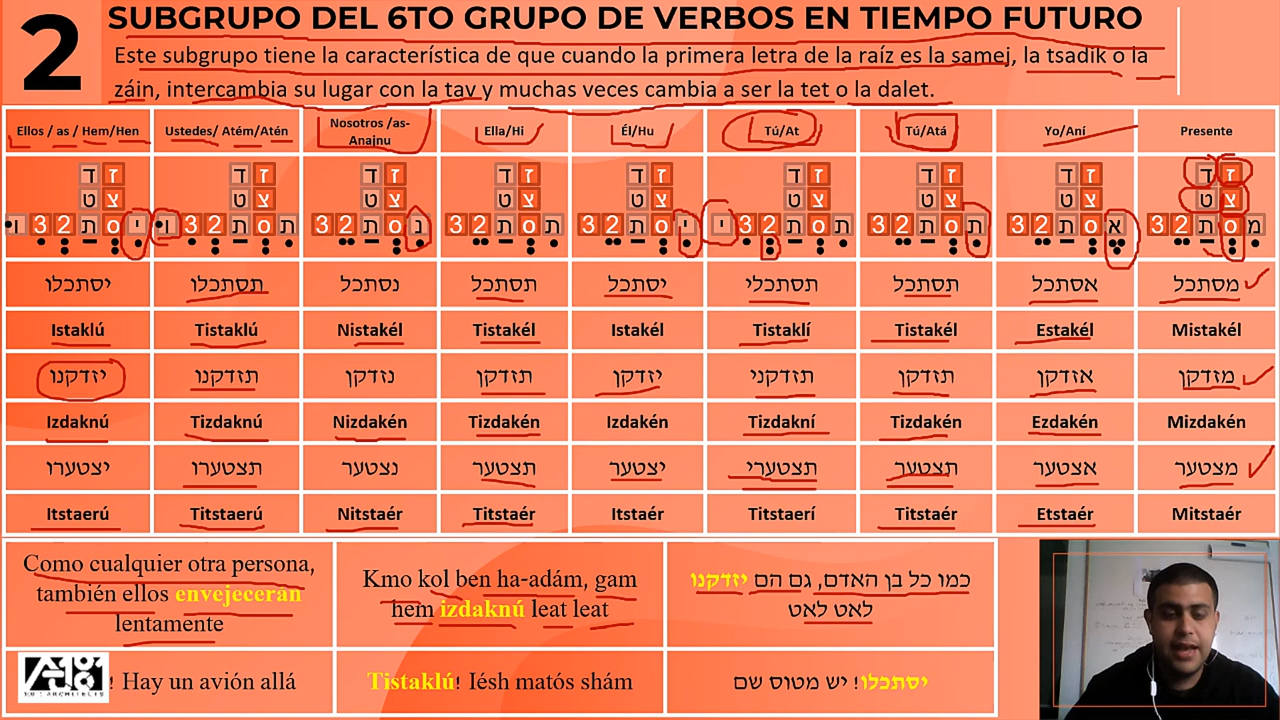 2
SUBGRUPO DEL 6TO GRUPO DE VERBOS EN TIEMPO FUTURO
Este subgrupo tiene la característica de que cuando la primera letra de la raíz es la samej, la tsadik o la
záin, intercambia su lugar con la tav y muchas veces cambia a ser la tet o la dalet.
Ellos / as / Hem/Hen Ustedes/ Atém/Atén Nosotros /as- Anajnu Ella/Hi Él/Hu Tú/At Tú/Atá Yo/Aní Presente
יסתכלו תסתכלו נסתכל תסתכל יסתכל תסתכלי תסתכל אסתכל מסתכל
Istaklú Tistaklú Nistakél Tistakél Istakél Tistaklí Tistakél Estakél Mistakél
יזדקנו תזדקנו נזדקן תזדקן יזדקן תזדקני תזדקן אזדקן מזדקן
Izdaknú Tizdaknú Nizdakén Tizdakén Izdakén Tizdakní Tizdakén Ezdakén Mizdakén
יצטערו תצטערו נצטער תצטער יצטער תצטערי תצטער אצטער מצטער
Itstaerú Titstaerú Nitstaér Titstaér Itstaér Titstaerí Titstaér Etstaér Mitstaér
Como cualquier otra persona,
también ellos envejecerán
lentamente
Kmo kol ben ha-adám, gam
hem izdaknú leat leat
כמו כל בן האדם, גם הם יזדקנו
לאט לאט
! Hay un avión allá
Tistaklú! Iésh matós shám
יסתכלו! יש מטוס שם